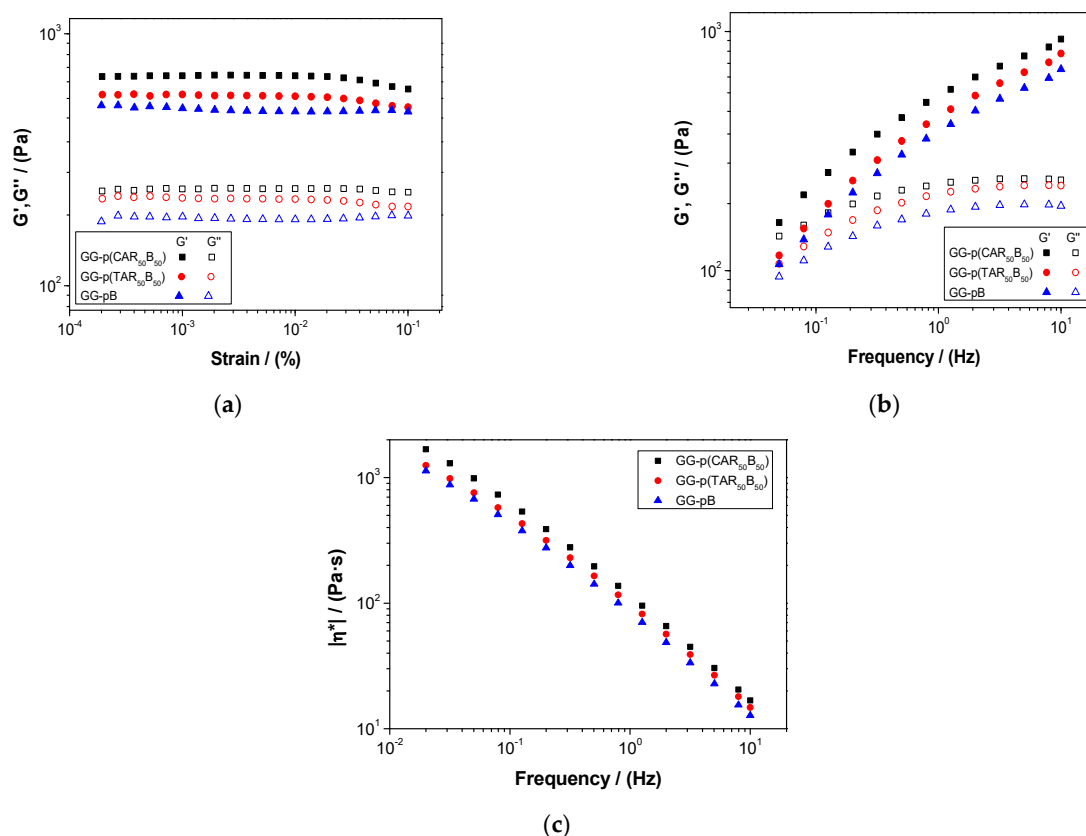 10³
10²
G', G'' / (Pa)
G' G''
GG-p(CAR₅₀B₅₀)
GG-p(TAR₅₀B₅₀)
GG-pB
10⁻⁴ 10⁻³ 10⁻² 10⁻¹
Strain / (%)
(a)
10³
10²
G', G'' / (Pa)
G' G''
GG-p(CAR₅₀B₅₀)
GG-p(TAR₅₀B₅₀)
GG-pB
10⁻¹ 10⁰ 10¹
Frequency / (Hz)
(b)
10³
10²
10¹
|η*| / (Pa·s)
GG-p(CAR₅₀B₅₀)
GG-p(TAR₅₀B₅₀)
GG-pB
10⁻² 10⁻¹ 10⁰ 10¹
Frequency / (Hz)
(c)